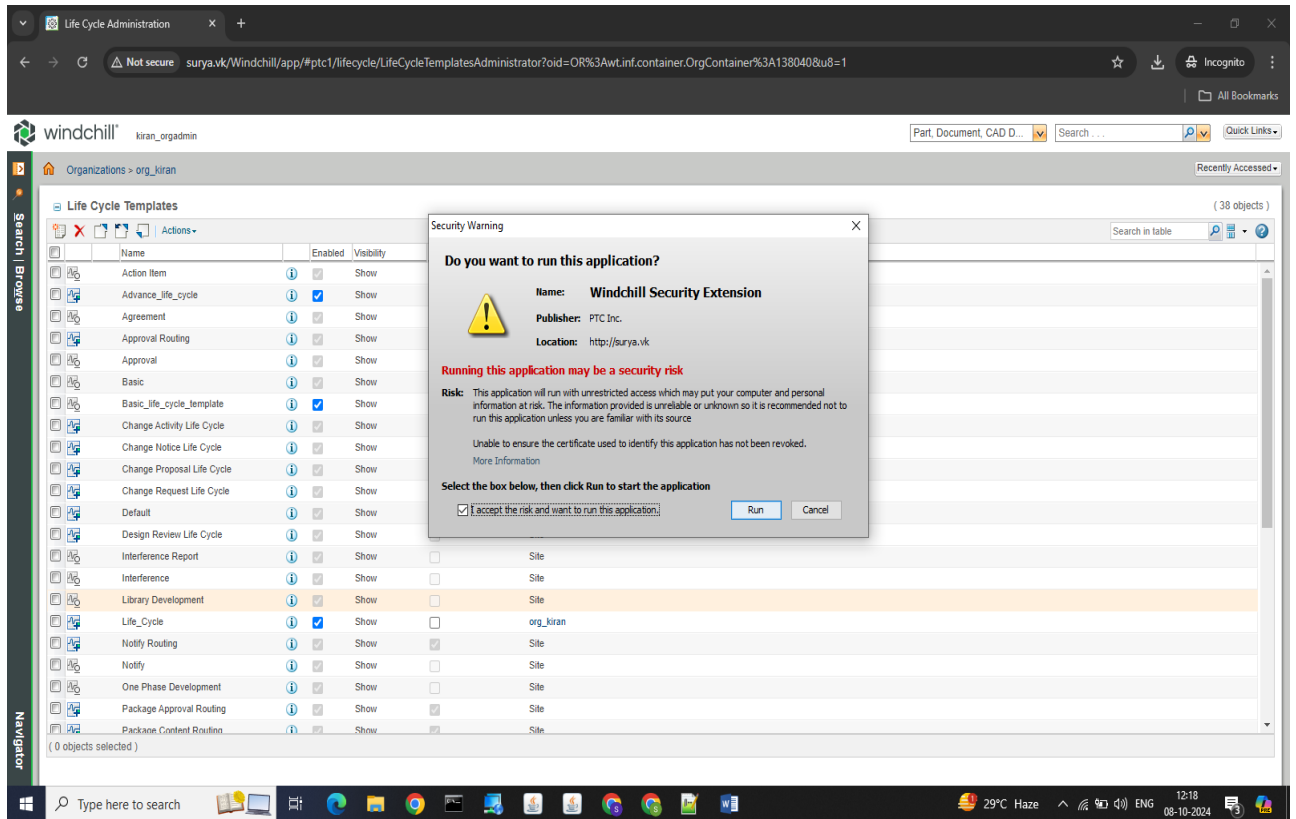 Life Cycle Administration
Not secure surya.vk/Windchill/app/#ptc1/lifecycle/LifeCycleTemplatesAdministrator?oid=OR%3Awt.inf.container.OrgContainer%3A138040&u8=1
Incognito
All Bookmarks
windchill kiran_orgadmin
Part, Document, CAD D... Search . . . Quick Links
Organizations > org_kiran
Recently Accessed
Search | Browse
Navigator
Life Cycle Templates
( 38 objects )
Actions
Search in table
Name Enabled Visibility
Action Item Show
Advance_life_cycle Show
Agreement Show
Approval Routing Show
Approval Show
Basic Show
Basic_life_cycle_template Show
Change Activity Life Cycle Show
Change Notice Life Cycle Show
Change Proposal Life Cycle Show
Change Request Life Cycle Show
Default Show
Design Review Life Cycle Show
Interference Report Show Site
Interference Show Site
Library Development Show Site
Life_Cycle Show org_kiran
Notify Routing Show Site
Notify Show Site
One Phase Development Show Site
Package Approval Routing Show Site
Package Content Routing Show Site
( 0 objects selected )
Security Warning
Do you want to run this application?
Name: Windchill Security Extension
Publisher: PTC Inc.
Location: http://surya.vk
Running this application may be a security risk
Risk: This application will run with unrestricted access which may put your computer and personal
information at risk. The information provided is unreliable or unknown so it is recommended not to
run this application unless you are familiar with its source
Unable to ensure the certificate used to identify this application has not been revoked.
More Information
Select the box below, then click Run to start the application
I accept the risk and want to run this application.
Run Cancel
Type here to search
29°C Haze
ENG
12:18
08-10-2024